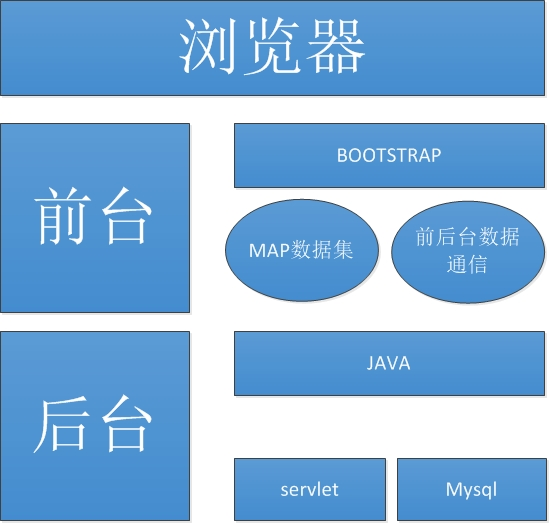 浏览器
前台
BOOTSTRAP
MAP数据集
前后台数据
通信
后台
JAVA
servlet
Mysql